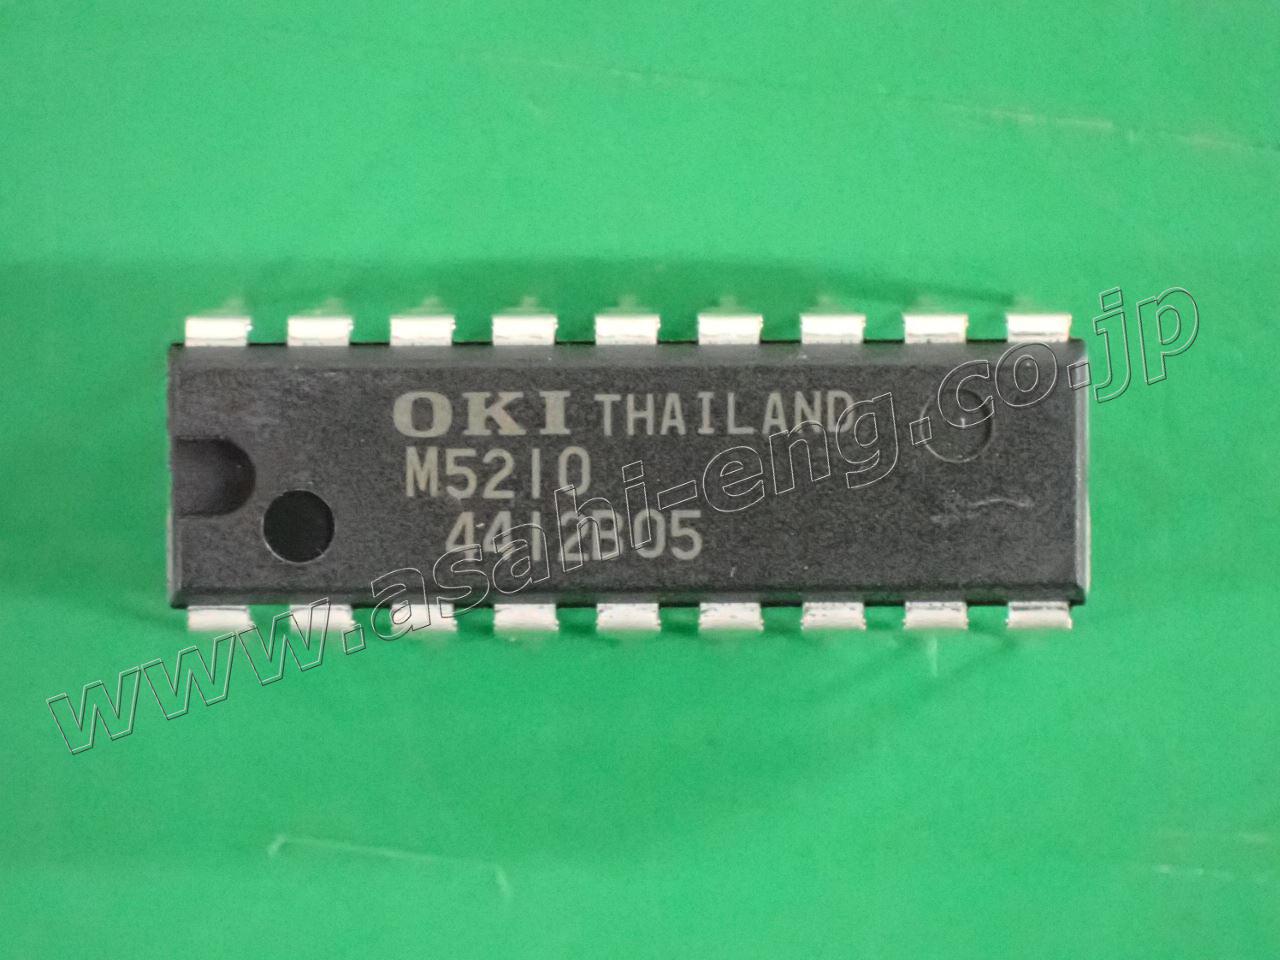 OKI THAILAND
M5210
4412B05
www.asahi-eng.co.jp